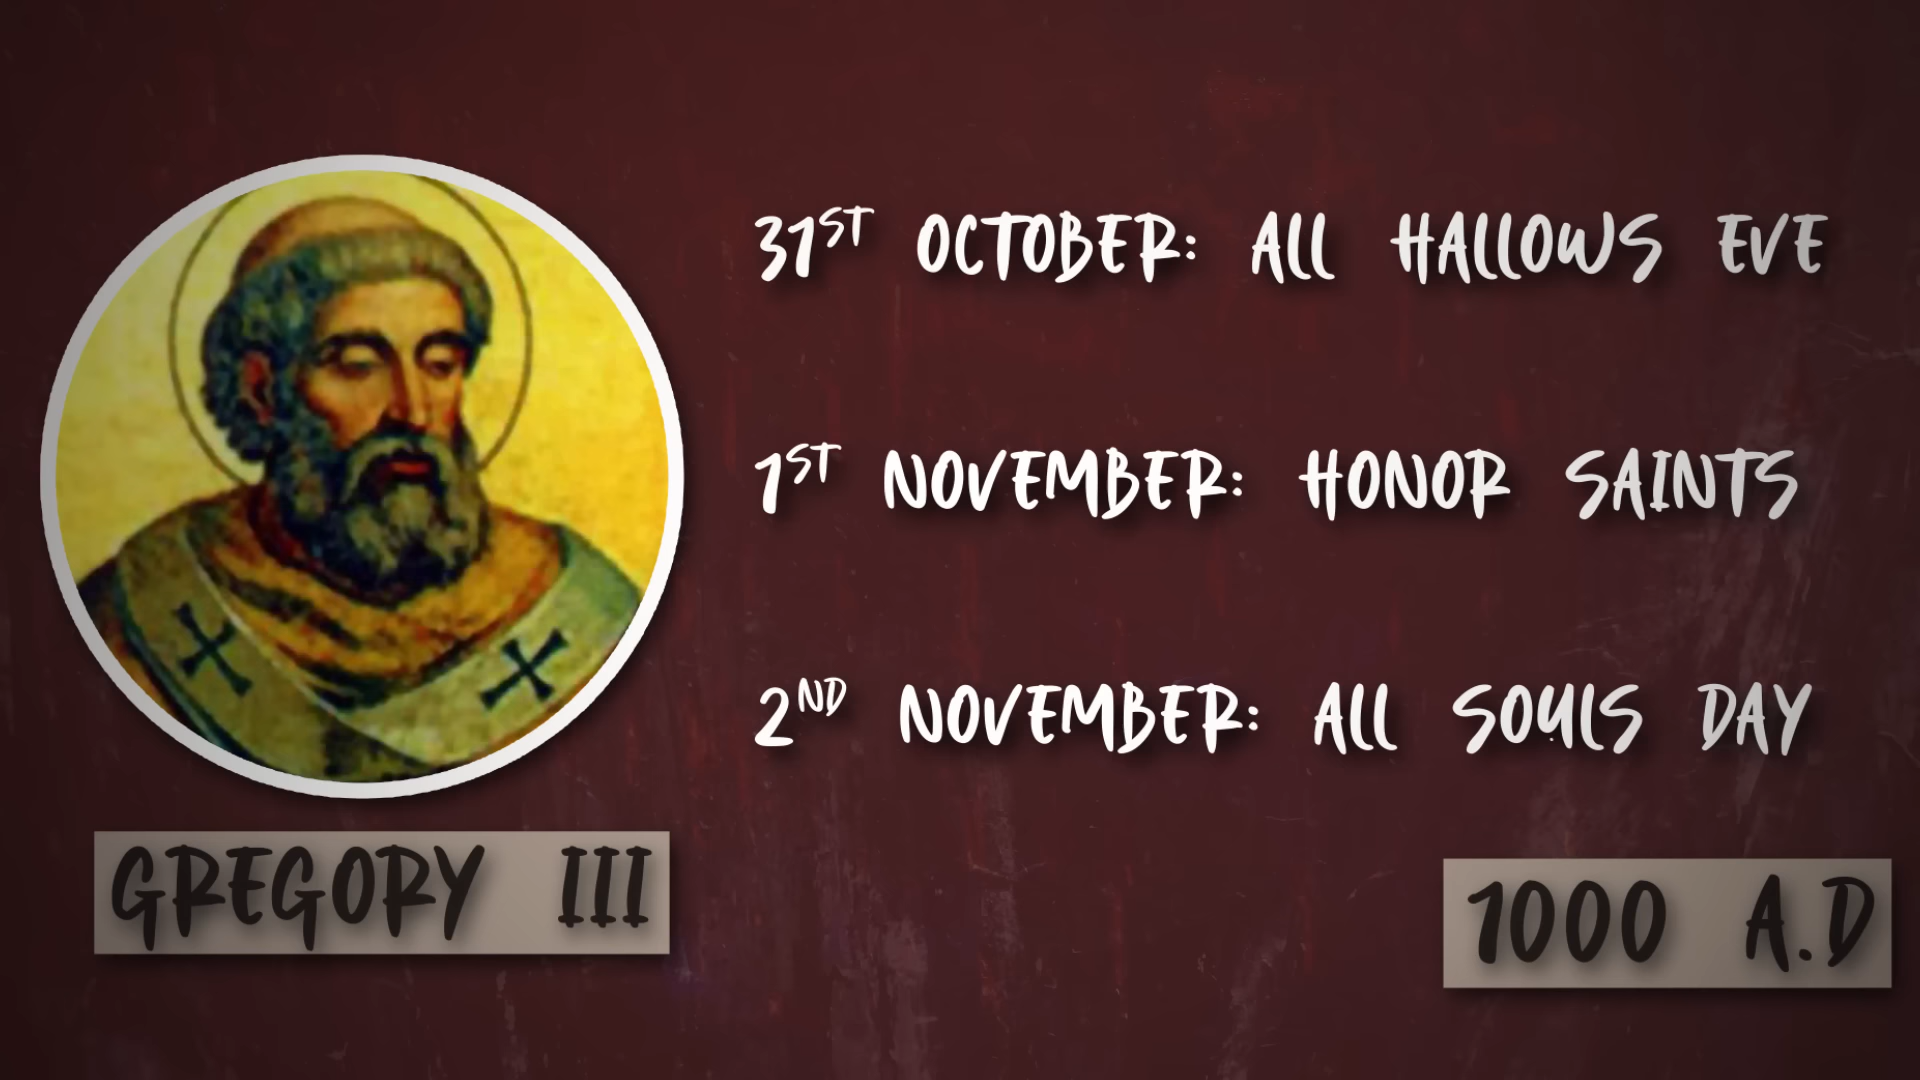 31ST OCTOBER: ALL HALLOWS EVE
1ST NOVEMBER: HONOR SAINTS
2ND NOVEMBER: ALL SOULS DAY
GREGORY III
1000 A.D